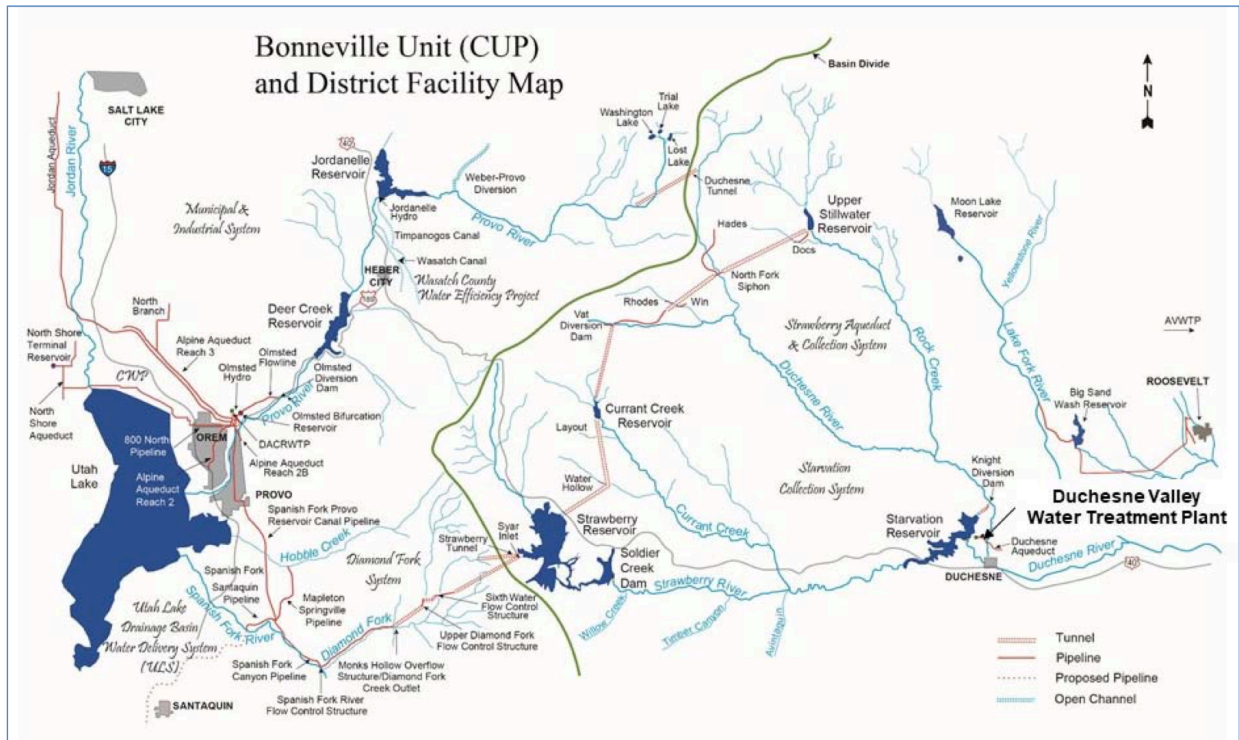 Bonneville Unit (CUP)
and District Facility Map
Basin Divide
N
SALT LAKE
CITY
Jordan Aqueduct
Jordan River
15
Municipal &
Industrial System
40
Jordanelle
Reservoir
Jordanelle
Hydro
Timpanogos Canal
Wasatch Canal
HEBER
CITY
189
Wasatch County
Water Efficiency Project
Weber-Provo
Diversion
Provo River
Washington
Lake
Trial
Lake
Lost
Lake
Duchesne
Tunnel
Hades
Upper
Stillwater
Reservoir
Docs
North Fork
Siphon
Rhodes
Win
Vat
Diversion
Dam
Strawberry Aqueduct
& Collection System
Moon Lake
Reservoir
Yellowstone River
Lake Fork River
Rock Creek
Duchesne River
AVWTP
ROOSEVELT
Big Sand
Wash Reservoir
Deer Creek
Reservoir
North
Branch
North Shore
Terminal
Reservoir
Alpine Aqueduct
Reach 3
Olmsted
Flowline
Olmsted
Hydro
CWP
Provo River
Olmsted
Diversion
Dam
Olmsted Bifurcation
Reservoir
North
Shore
Aqueduct
800 North
Pipeline
OREM
DACRWTP
Alpine Aqueduct
Reach 2B
Utah
Lake
Alpine
Aqueduct
Reach 2
PROVO
Spanish Fork Provo
Reservoir Canal Pipeline
Hobble Creek
Currant Creek
Reservoir
Layout
Water
Hollow
Currant Creek
Starvation
Collection System
Knight
Diversion
Dam
Duchesne Valley
Water Treatment Plant
Starvation
Reservoir
Duchesne
Aqueduct
Duchesne River
DUCHESNE
40
Strawberry
Tunnel
Syar
Inlet
Strawberry
Reservoir
Soldier
Creek
Dam
Strawberry River
Willow Creek
Timber Canyon
Avintaquin
Diamond Fork
System
Spanish Fork
Santaquin
Pipeline
Mapleton
Springville
Pipeline
Sixth Water
Flow Control
Structure
Upper Diamond Fork
Flow Control Structure
Diamond Fork
Spanish Fork
River
Utah Lake
Drainage Basin
Water Delivery System
(ULS)
Spanish Fork
Canyon Pipeline
Monks Hollow Overflow
Structure/Diamond Fork
Creek Outlet
Spanish Fork River
Flow Control Structure
SANTAQUIN
Tunnel
Pipeline
Proposed Pipeline
Open Channel